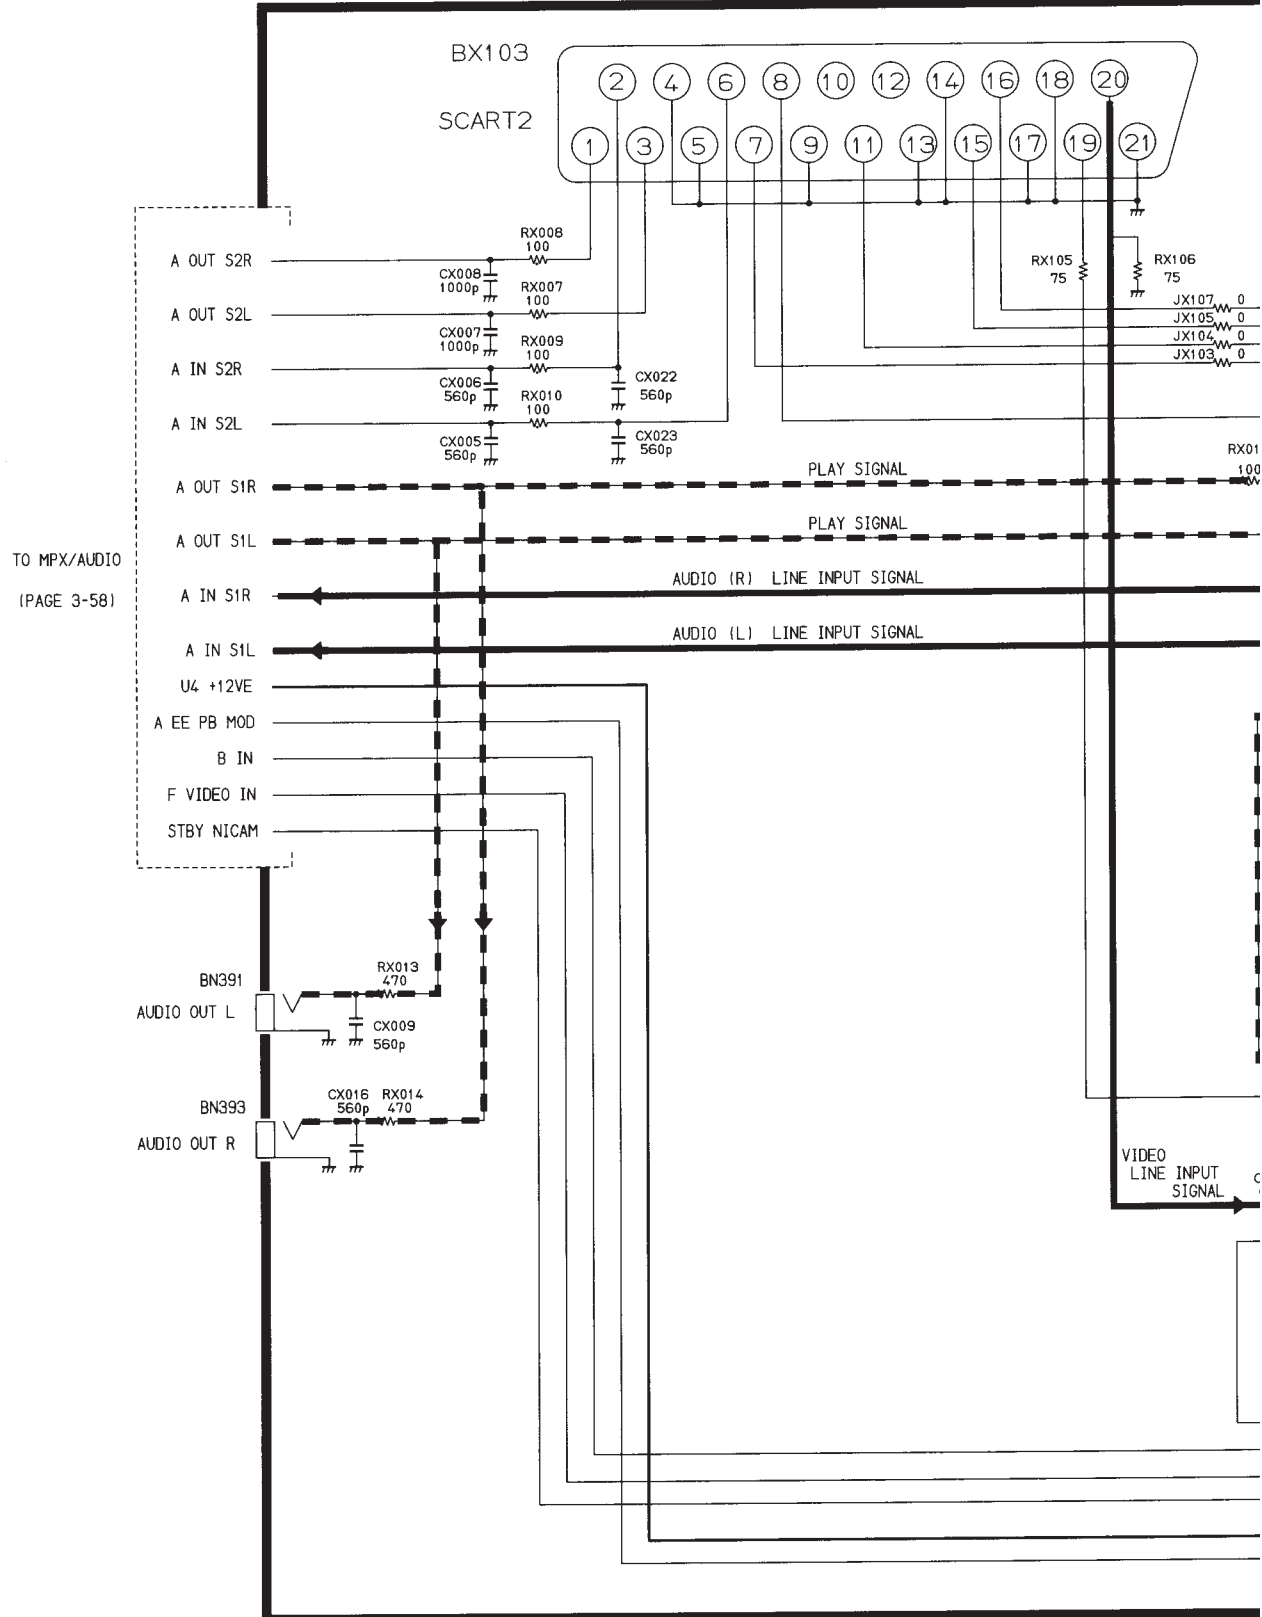 BX103
SCART2
2 4 6 8 10 12 14 16 18 20
1 3 5 7 9 11 13 15 17 19 21
RX008
100
A OUT S2R
CX008
1000p
RX007
100
A OUT S2L
CX007
1000p
RX009
100
A IN S2R
CX006
560p
CX022
560p
RX010
100
A IN S2L
CX005
560p
CX023
560p
RX105
75
RX106
75
JX107 0
JX105 0
JX104 0
JX103 0
RX01
100
A OUT S1R
PLAY SIGNAL
A OUT S1L
PLAY SIGNAL
TO MPX/AUDIO
(PAGE 3-58)
A IN S1R
AUDIO (R) LINE INPUT SIGNAL
A IN S1L
AUDIO (L) LINE INPUT SIGNAL
U4 +12VE
A EE PB MOD
B IN
F VIDEO IN
STBY NICAM
BN391
AUDIO OUT L
RX013
470
CX009
560p
BN393
AUDIO OUT R
CX016
560p
RX014
470
VIDEO
LINE INPUT
SIGNAL